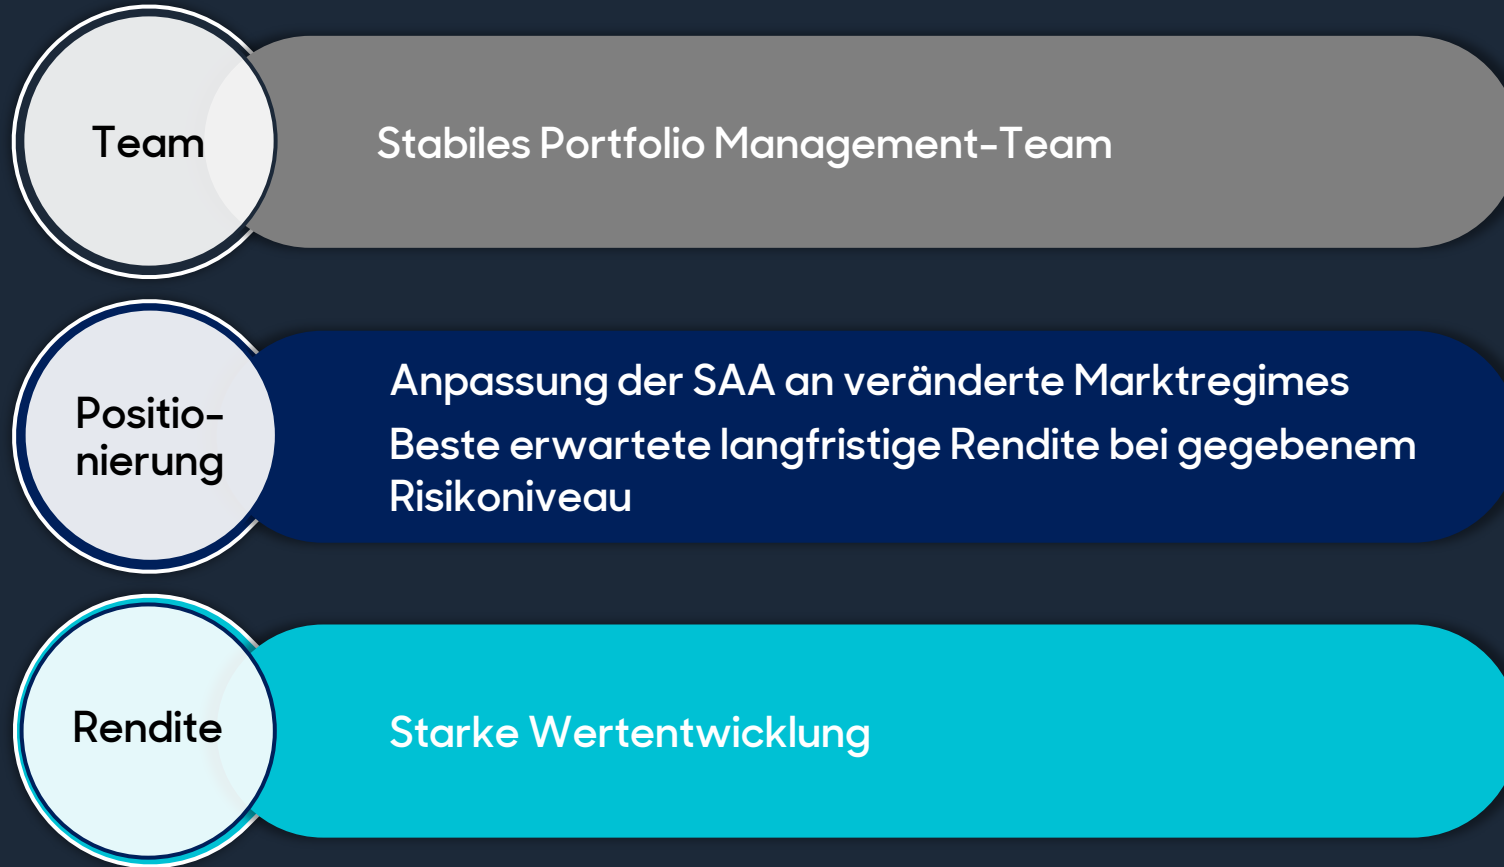 Team
Stabiles Portfolio Management-Team
Positio-
nierung
Anpassung der SAA an veränderte Marktregimes
Beste erwartete langfristige Rendite bei gegebenem
Risikoniveau
Rendite
Starke Wertentwicklung